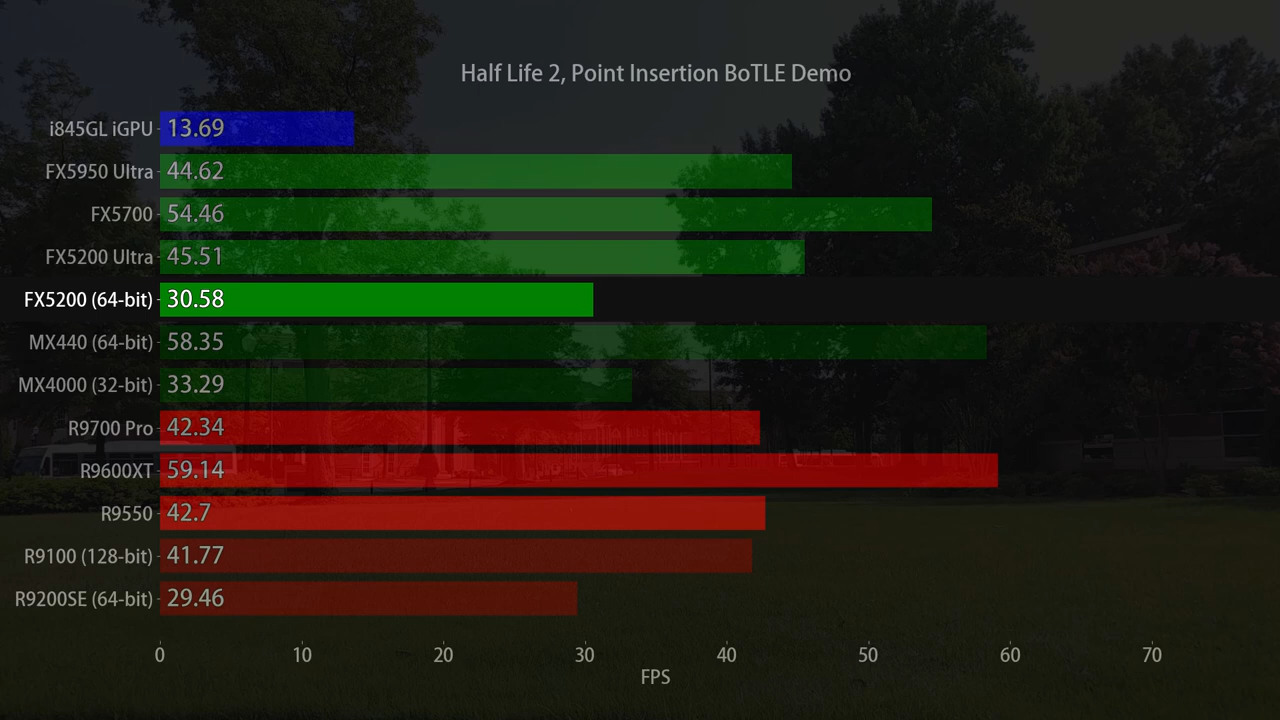 Half Life 2, Point Insertion BoTLE Demo
i845GL iGPU 13.69
FX5950 Ultra 44.62
FX5700 54.46
FX5200 Ultra 45.51
FX5200 (64-bit) 30.58
MX440 (64-bit) 58.35
MX4000 (32-bit) 33.29
R9700 Pro 42.34
R9600XT 59.14
R9550 42.7
R9100 (128-bit) 41.77
R9200SE (64-bit) 29.46
0 10 20 30 40 50 60 70
FPS